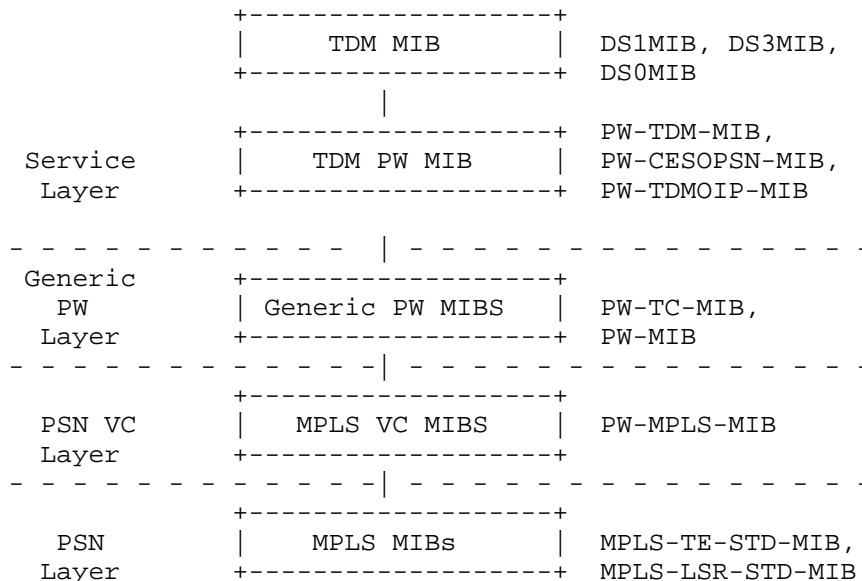 TDM MIB DS1MIB, DS3MIB,
DS0MIB
PW-TDM-MIB,
Service TDM PW MIB PW-CESOPSN-MIB,
Layer PW-TDMOIP-MIB
Generic
PW Generic PW MIBS PW-TC-MIB,
Layer PW-MIB
PSN VC MPLS VC MIBS PW-MPLS-MIB
Layer
PSN MPLS MIBs MPLS-TE-STD-MIB,
Layer MPLS-LSR-STD-MIB